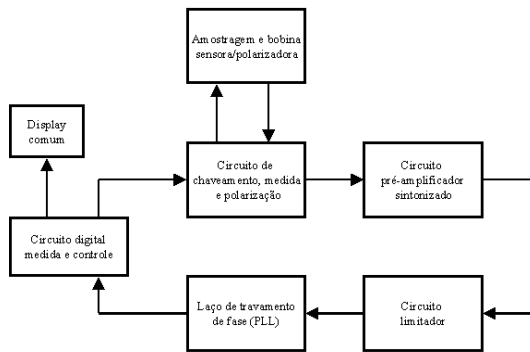 Amostragem e bobina
sensora/polarizadora
Display
comum
Circuito de
chaveamento, medida
e polarização
Circuito
pré-amplificador
sintonizado
Circuito digital
medida e controle
Laço de travamento
de fase (PLL)
Circuito
limitador